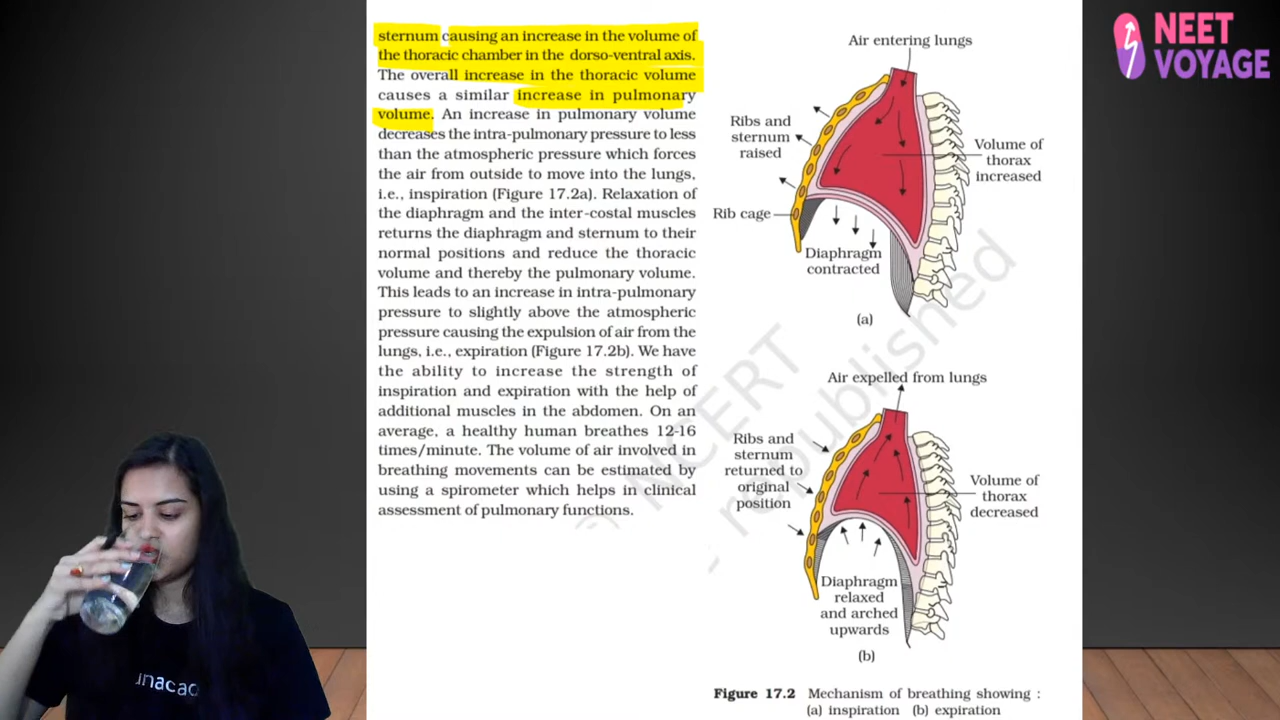 sternum causing an increase in the volume of
the thoracic chamber in the dorso-ventral axis.
The overall increase in the thoracic volume
causes a similar increase in pulmonary
volume. An increase in pulmonary volume
decreases the intra-pulmonary pressure to less
than the atmospheric pressure which forces
the air from outside to move into the lungs,
i.e., inspiration (Figure 17.2a). Relaxation of
the diaphragm and the inter-costal muscles
returns the diaphragm and sternum to their
normal positions and reduce the thoracic
volume and thereby the pulmonary volume.
This leads to an increase in intra-pulmonary
pressure to slightly above the atmospheric
pressure causing the expulsion of air from the
lungs, i.e., expiration (Figure 17.2b). We have
the ability to increase the strength of
inspiration and expiration with the help of
additional muscles in the abdomen. On an
average, a healthy human breathes 12-16
times/minute. The volume of air involved in
breathing movements can be estimated by
using a spirometer which helps in clinical
assessment of pulmonary functions.
Air entering lungs
Ribs and
sternum
raised
Volume of
thorax
increased
Rib cage
Diaphragm
contracted
(a)
Air expelled from lungs
Ribs and
sternum
returned to
original
position
Volume of
thorax
decreased
Diaphragm
relaxed
and arched
upwards
(b)
Figure 17.2 Mechanism of breathing showing :
(a) inspiration (b) expiration
NEET
VOYAGE
NCERT
republished